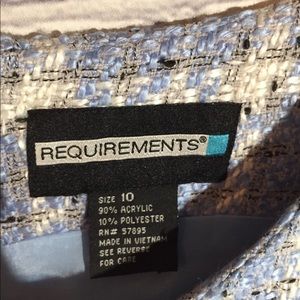 REQUIREMENTS®
SIZE 10
90% ACRYLIC
10% POLYESTER
RN# 57895
MADE IN VIETNAM
SEE REVERSE
FOR CARE